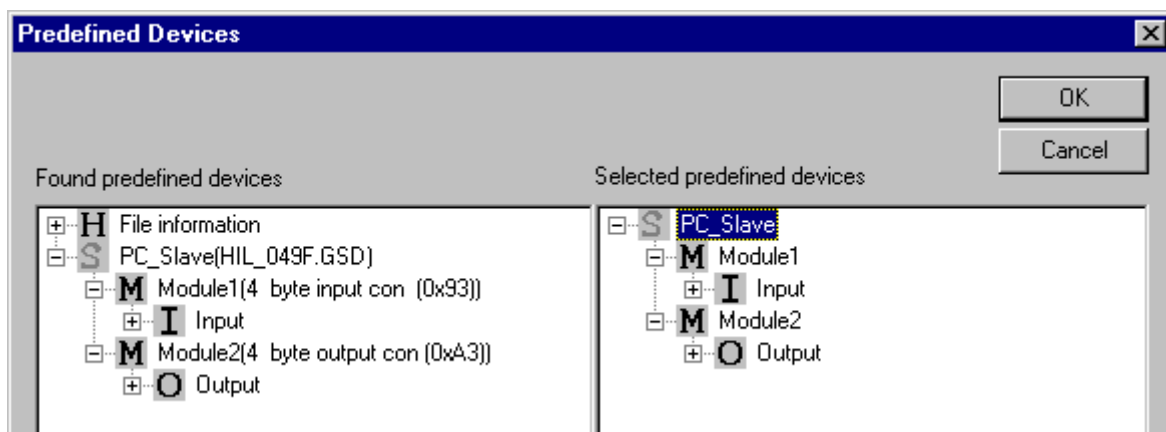 Predefined Devices
OK
Cancel
Found predefined devices
H File information
S PC_Slave(HIL_049F.GSD)
M Module1(4 byte input con (0x93))
I Input
M Module2(4 byte output con (0xA3))
O Output
Selected predefined devices
S PC_Slave
M Module1
I Input
M Module2
O Output